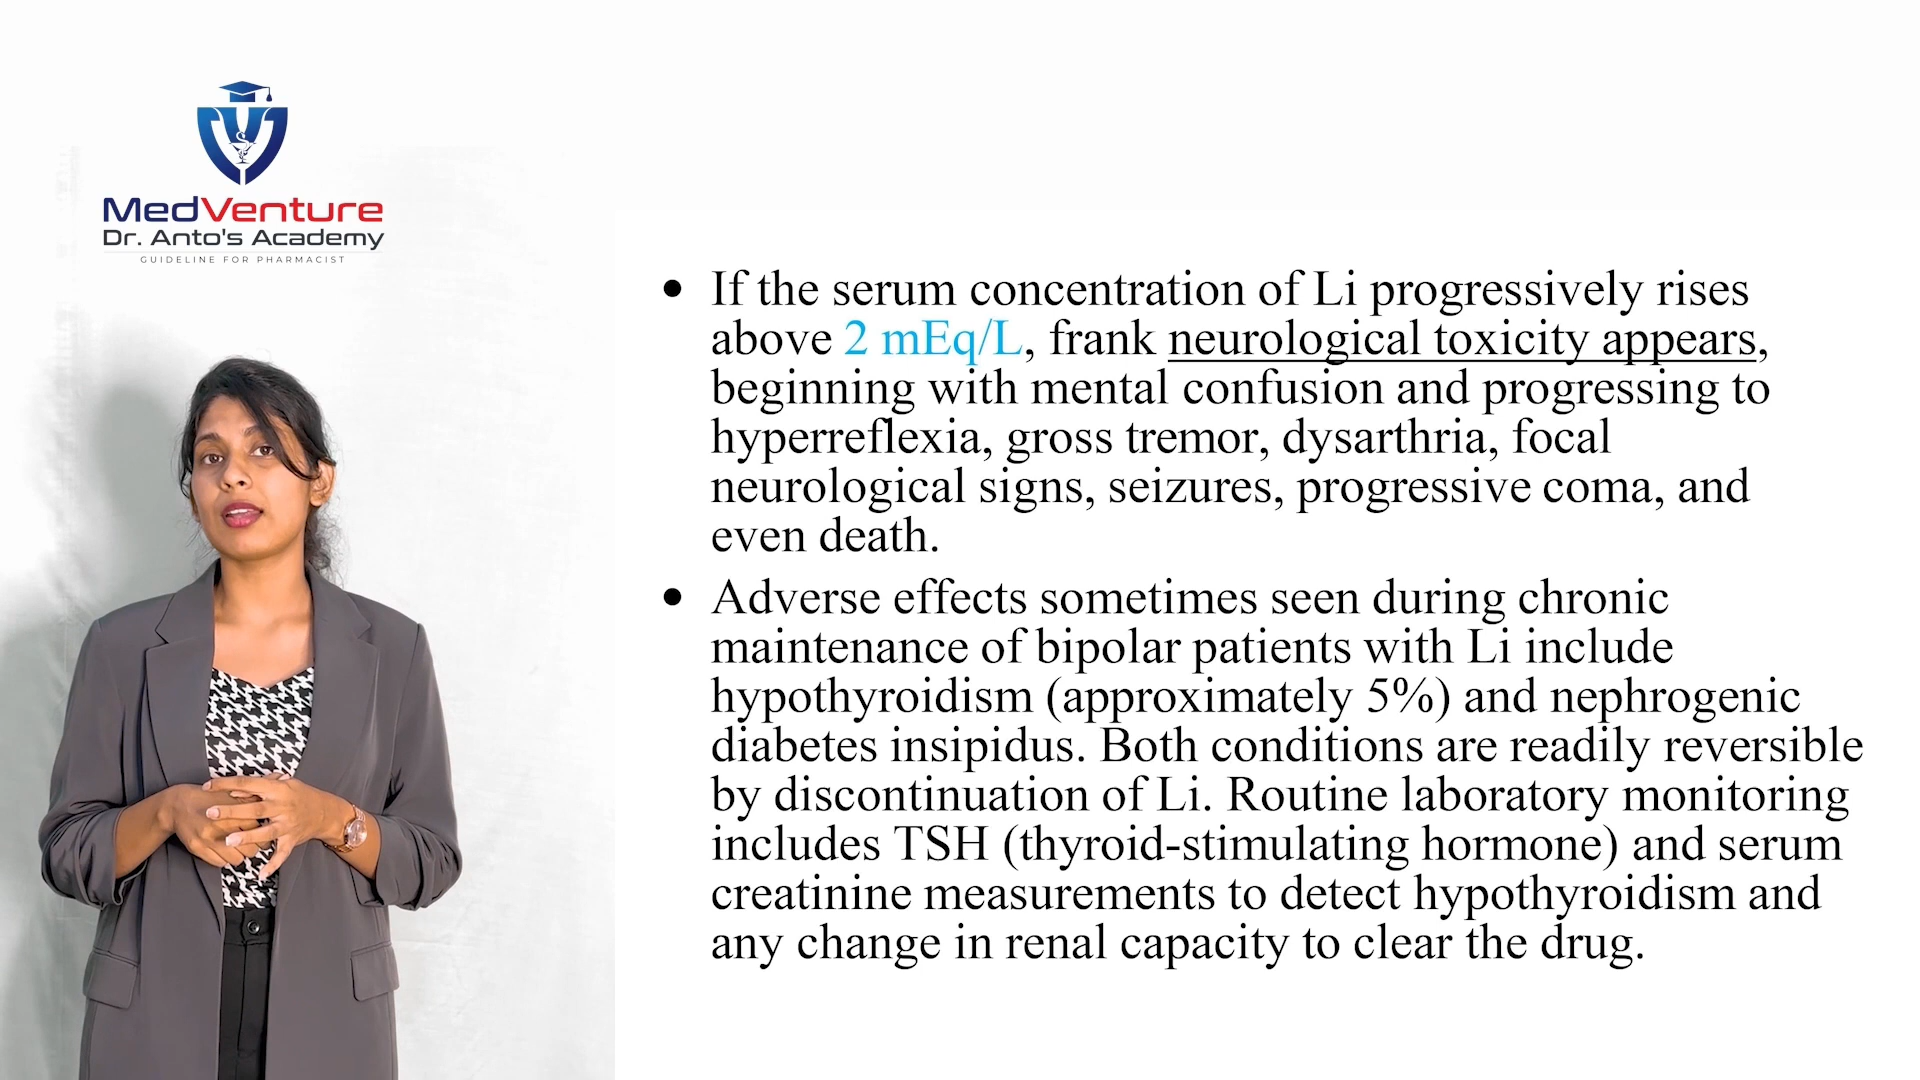 MedVenture
Dr. Anto's Academy
GUIDELINE FOR PHARMACIST
• If the serum concentration of Li progressively rises
above 2 mEq/L, frank neurological toxicity appears,
beginning with mental confusion and progressing to
hyperreflexia, gross tremor, dysarthria, focal
neurological signs, seizures, progressive coma, and
even death.
• Adverse effects sometimes seen during chronic
maintenance of bipolar patients with Li include
hypothyroidism (approximately 5%) and nephrogenic
diabetes insipidus. Both conditions are readily reversible
by discontinuation of Li. Routine laboratory monitoring
includes TSH (thyroid-stimulating hormone) and serum
creatinine measurements to detect hypothyroidism and
any change in renal capacity to clear the drug.